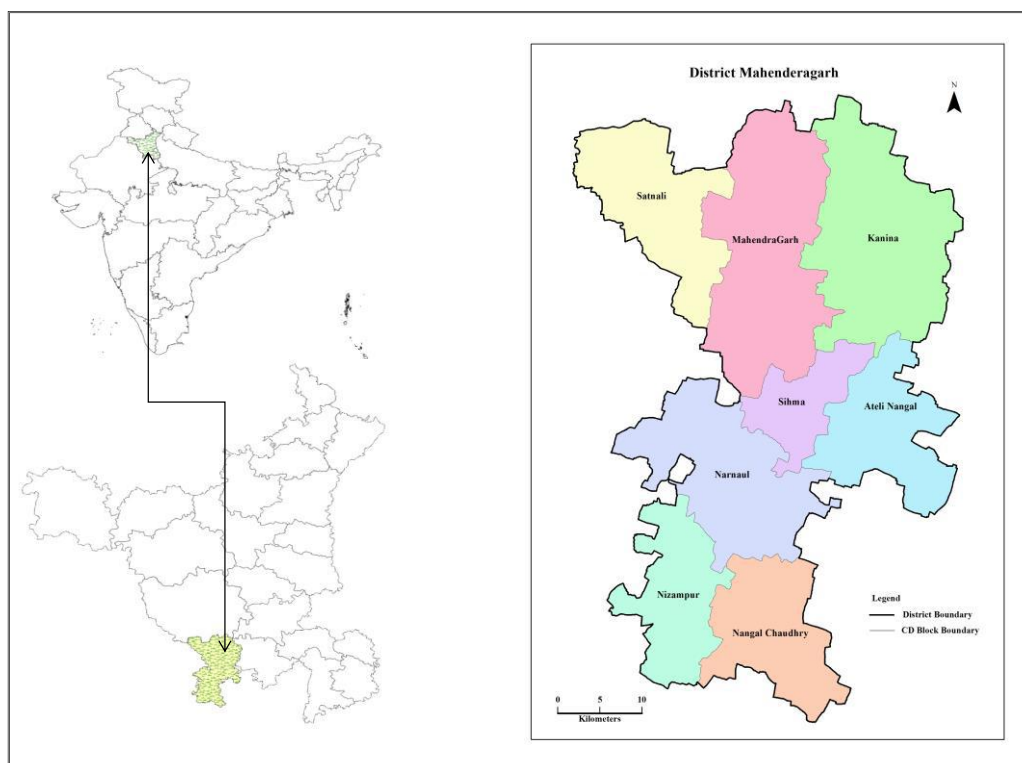 District Mahenderagarh
N
Satnali
MahendraGarh
Kanina
Sihma
Ateli Nangal
Narnaul
Nizampur
Nangal Chaudhry
Legend
District Boundary
CD Block Boundary
0 5 10
Kilometers